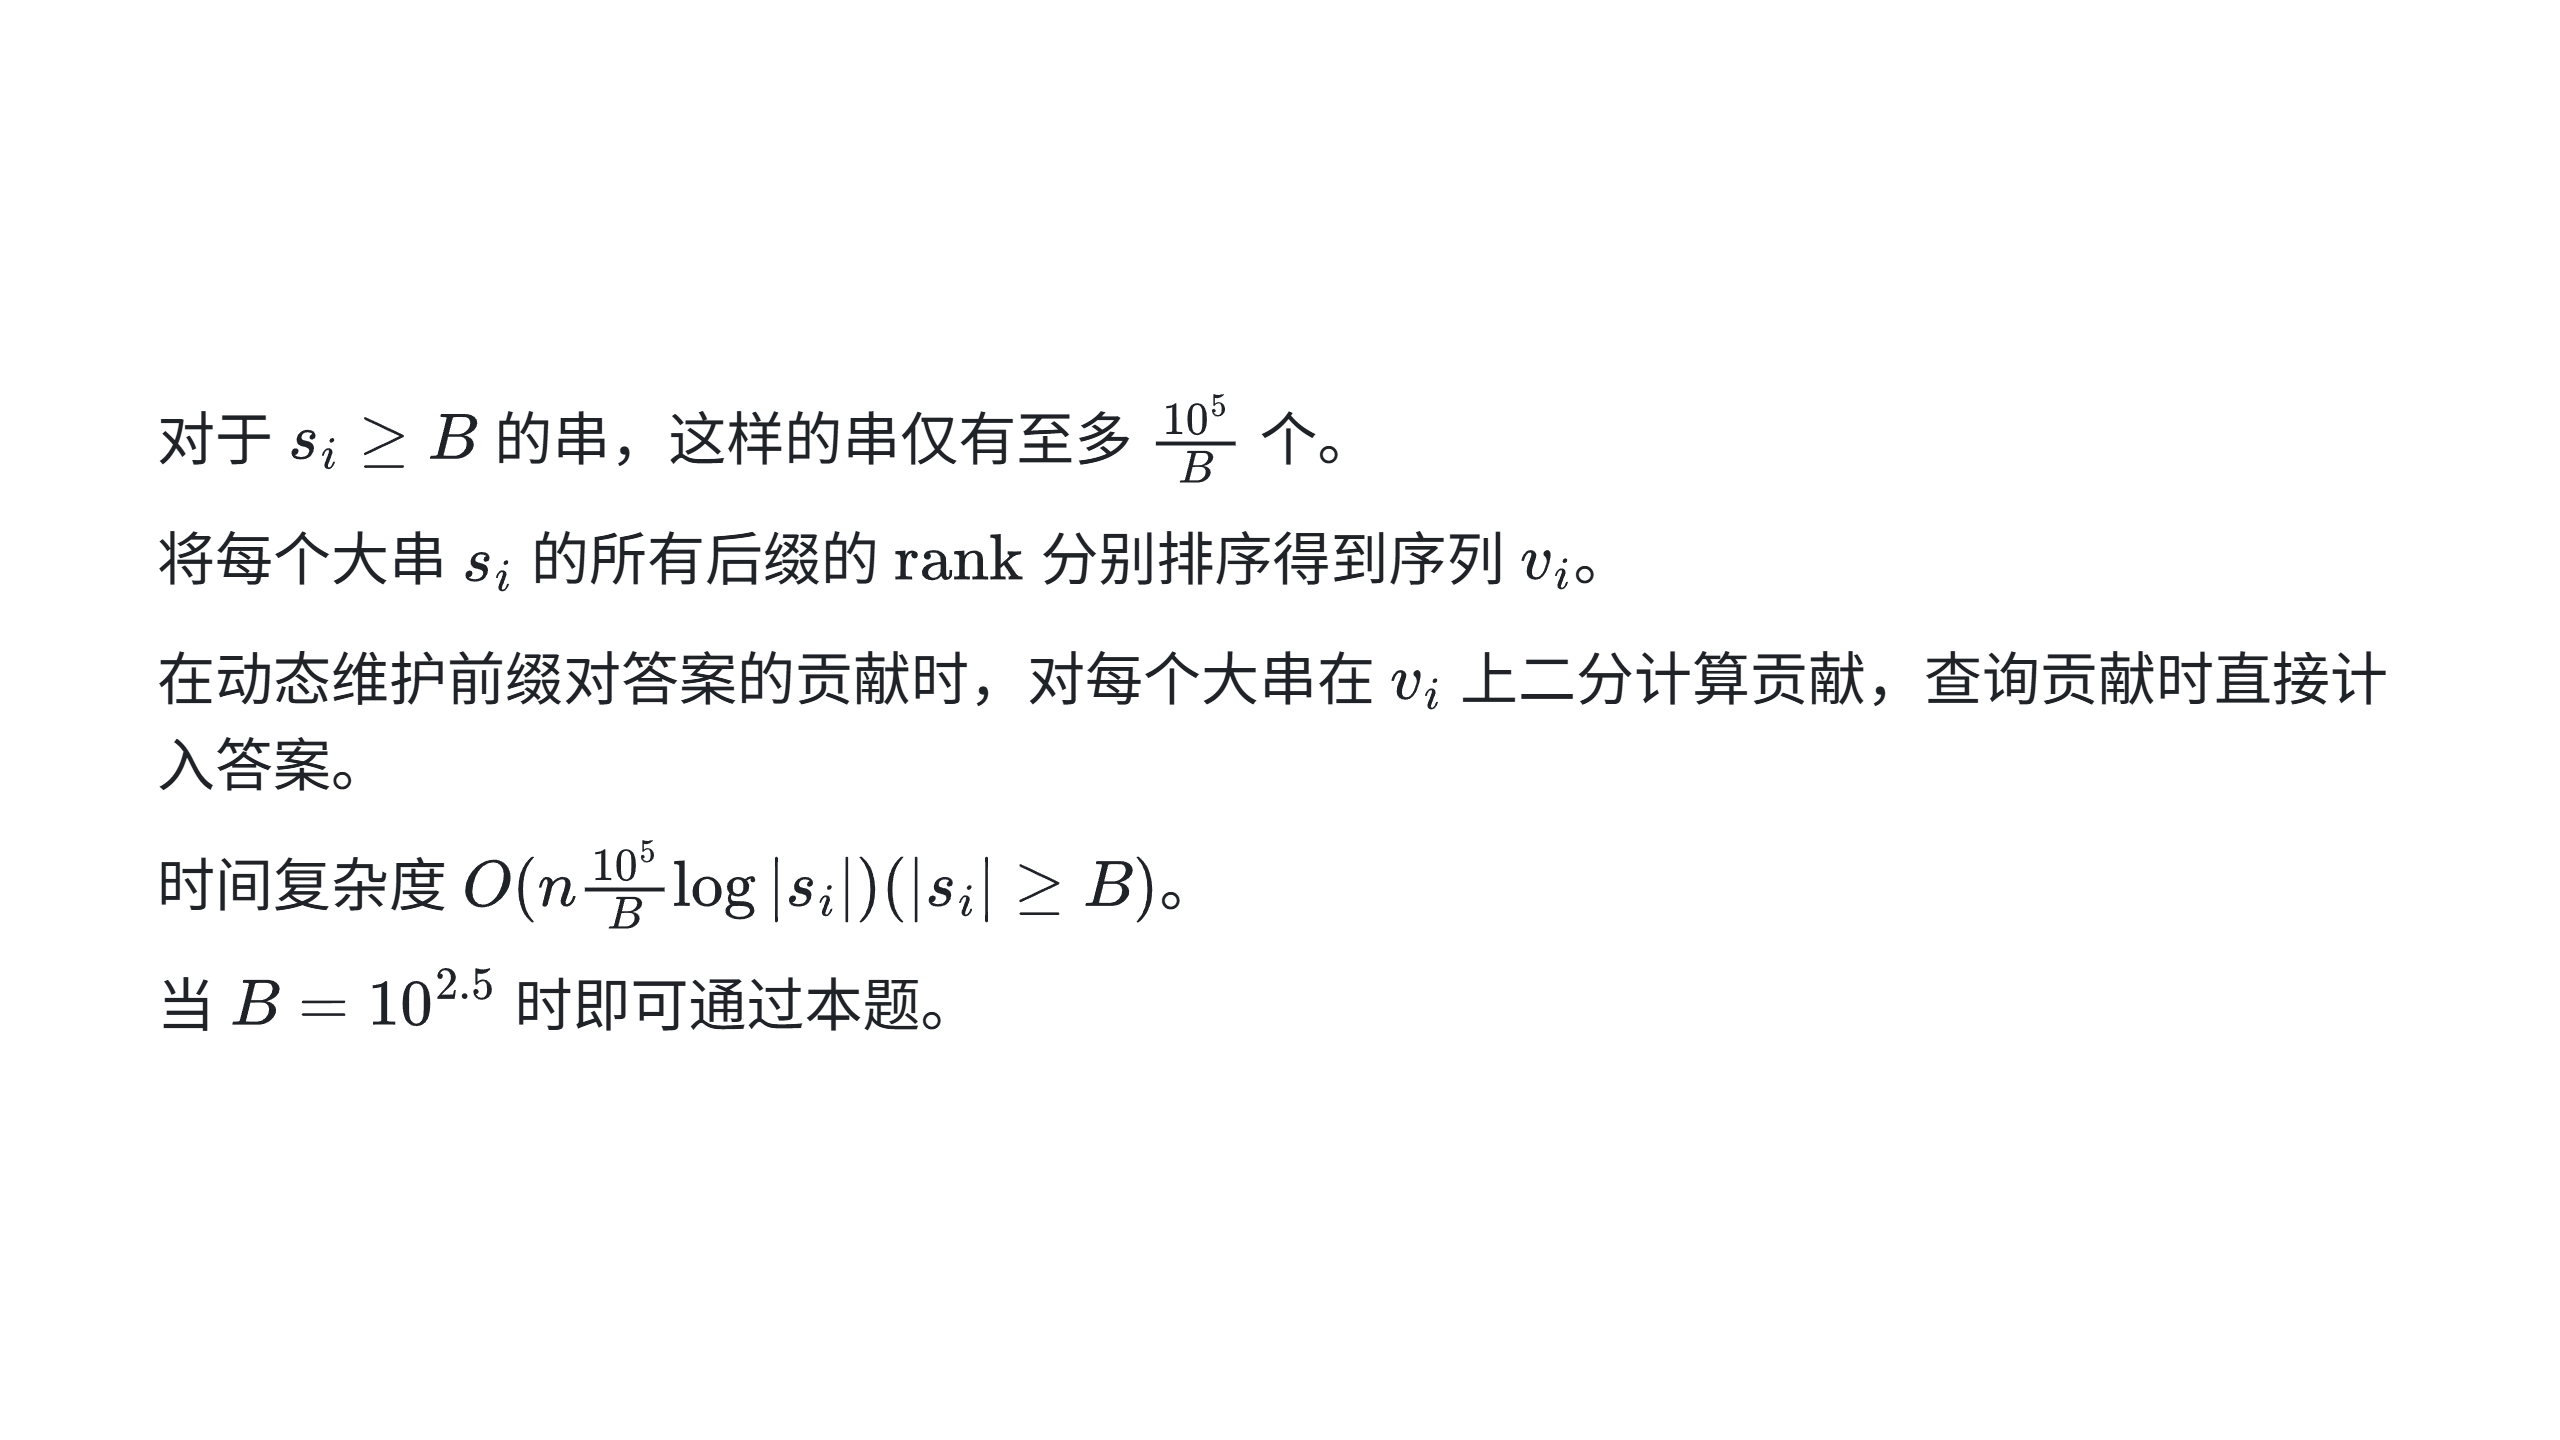 对于 $s_i \geq B$ 的串，这样的串仅有至多 $\frac{10^5}{B}$ 个。
将每个大串 $s_i$ 的所有后缀的 rank 分别排序得到序列 $v_i$。
在动态维护前缀对答案的贡献时，对每个大串在 $v_i$ 上二分计算贡献，查询贡献时直接计
入答案。
时间复杂度 $O(n\frac{10^5}{B}\log|s_i|)(|s_i| \geq B)$。
当 $B = 10^{2.5}$ 时即可通过本题。